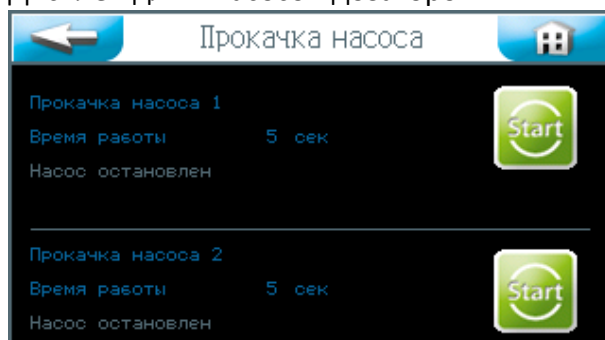 Прокачка насоса
Прокачка насоса 1
Время работы 5 сек
Start
Насос остановлен
Прокачка насоса 2
Время работы 5 сек
Start
Насос остановлен